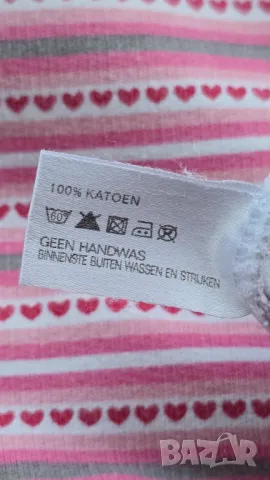 100% KATOEN
60
GEEN HANDWAS
BINNENSTE BUITEN WASSEN EN STRIJKEN
BAZAR